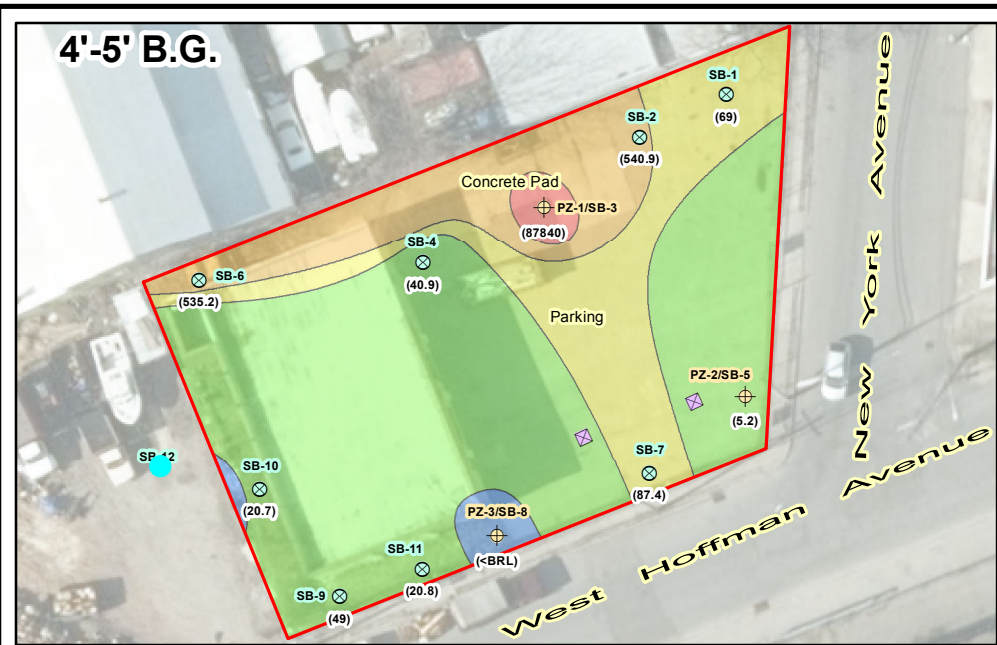 4'-5' B.G.
SB-1
(69)
SB-2
(540.9)
Concrete Pad
PZ-1/SB-3
(87840)
SB-4
(40.9)
SB-6
(535.2)
Parking
PZ-2/SB-5
(5.2)
SB-12
SB-10
(20.7)
SB-7
(87.4)
PZ-3/SB-8
(<BRL)
SB-11
(20.8)
SB-9
(49)
New York Avenue
West Hoffman Avenue